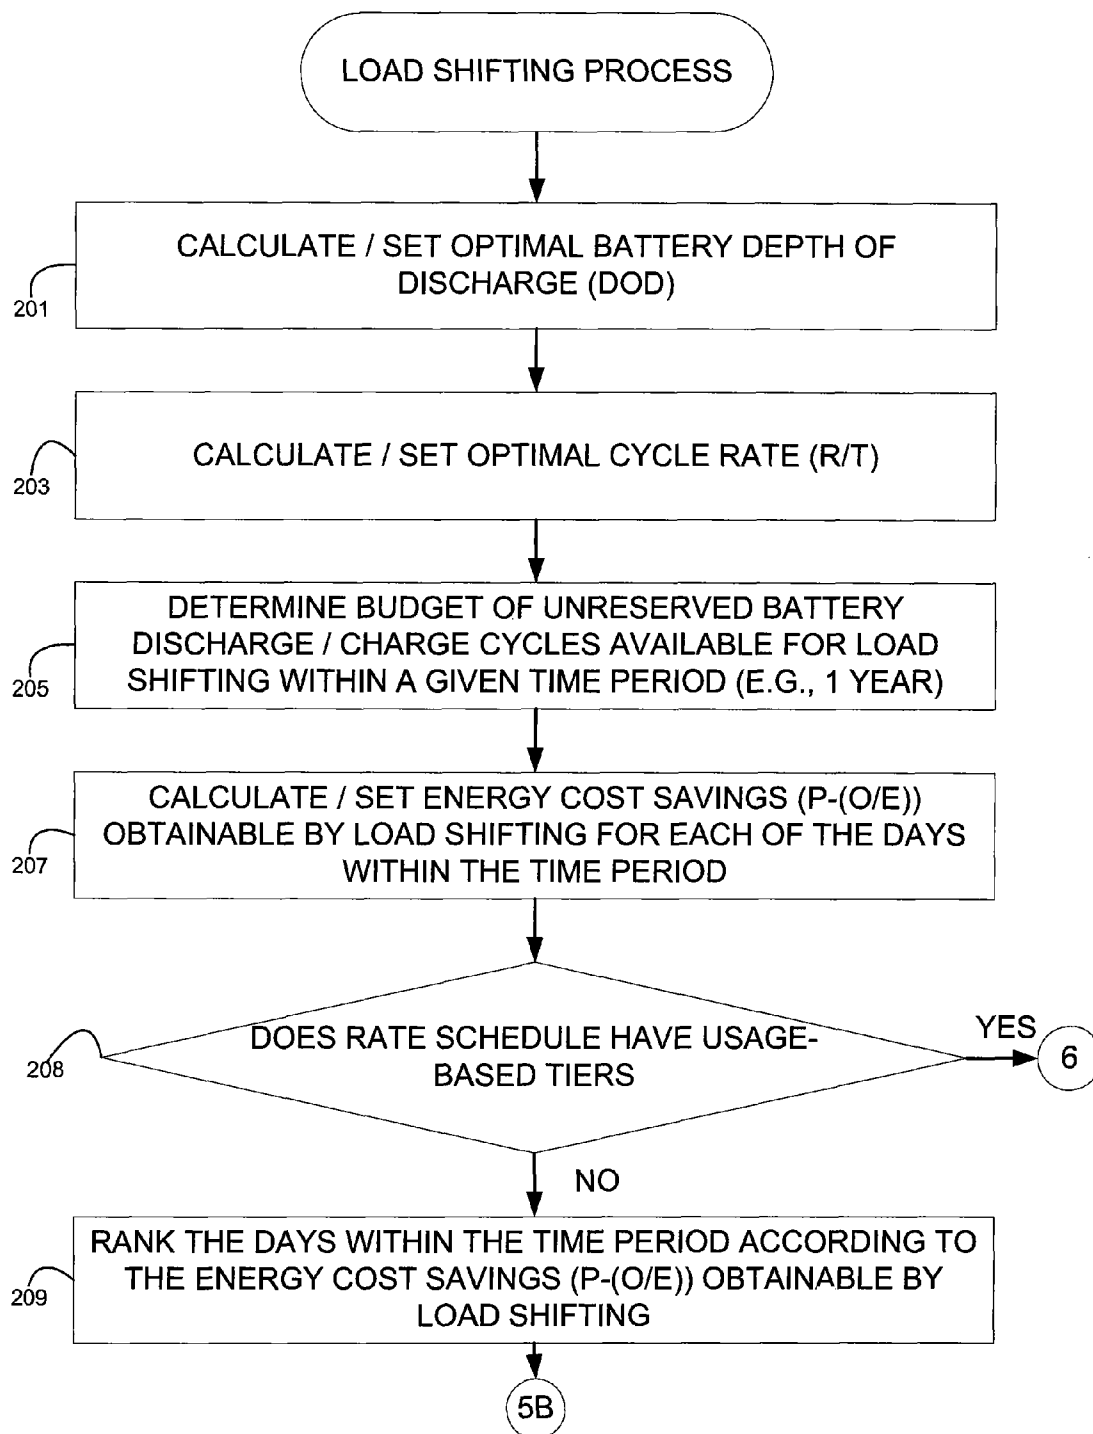 LOAD SHIFTING PROCESS
CALCULATE / SET OPTIMAL BATTERY DEPTH OF
DISCHARGE (DOD)
201
CALCULATE / SET OPTIMAL CYCLE RATE (R/T)
203
DETERMINE BUDGET OF UNRESERVED BATTERY
DISCHARGE / CHARGE CYCLES AVAILABLE FOR LOAD
SHIFTING WITHIN A GIVEN TIME PERIOD (E.G., 1 YEAR)
205
CALCULATE / SET ENERGY COST SAVINGS (P-(O/E))
OBTAINABLE BY LOAD SHIFTING FOR EACH OF THE DAYS
WITHIN THE TIME PERIOD
207
DOES RATE SCHEDULE HAVE USAGE-
BASED TIERS
208
YES
6
NO
RANK THE DAYS WITHIN THE TIME PERIOD ACCORDING TO
THE ENERGY COST SAVINGS (P-(O/E)) OBTAINABLE BY
LOAD SHIFTING
209
5B